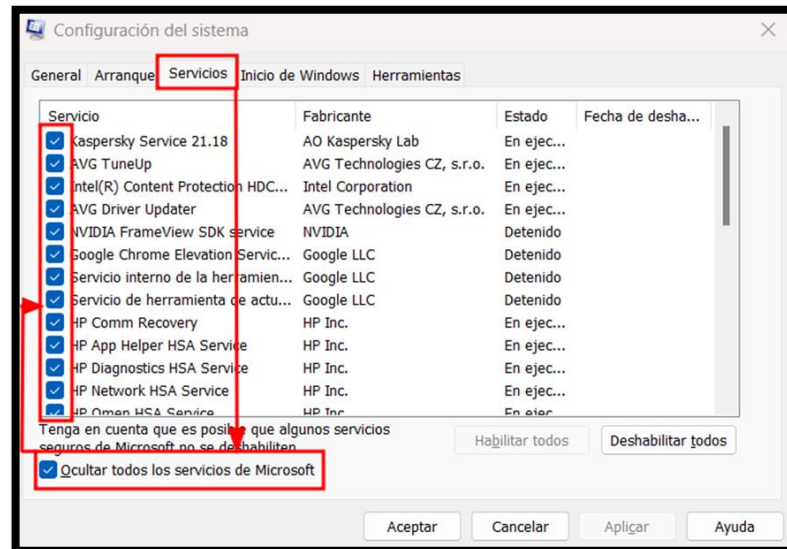 Configuración del sistema
General Arranque Servicios Inicio de Windows Herramientas
Servicio Fabricante Estado Fecha de desha...
Kaspersky Service 21.18 AO Kaspersky Lab En ejec...
AVG TuneUp AVG Technologies CZ, s.r.o. En ejec...
Intel(R) Content Protection HDC... Intel Corporation En ejec...
AVG Driver Updater AVG Technologies CZ, s.r.o. En ejec...
NVIDIA FrameView SDK service NVIDIA Detenido
Google Chrome Elevation Servic... Google LLC Detenido
Servicio interno de la herramien... Google LLC Detenido
Servicio de herramienta de actu... Google LLC Detenido
HP Comm Recovery HP Inc. En ejec...
HP App Helper HSA Service HP Inc. En ejec...
HP Diagnostics HSA Service HP Inc. En ejec...
HP Network HSA Service HP Inc. En ejec...
HP Omen HSA Service HP Inc. En ejec...
Tenga en cuenta que es posible que algunos servicios
seguros de Microsoft no se deshabiliten.
Habilitar todos Deshabilitar todos
Ocultar todos los servicios de Microsoft
Aceptar Cancelar Aplicar Ayuda